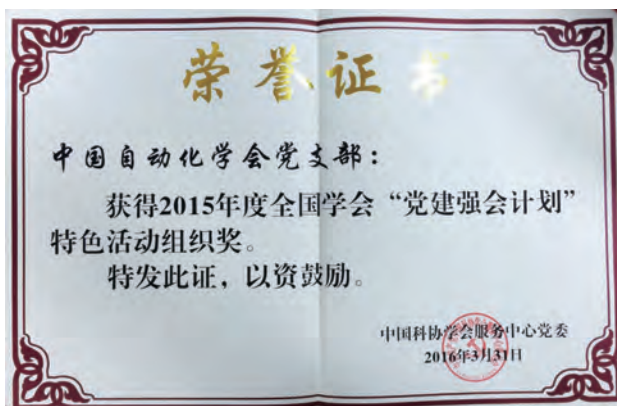 荣誉证书
中国自动化学会党支部：
获得2015年度全国学会“党建强会计划”
特色活动组织奖。
特发此证，以资鼓励。
中国科协学会服务中心党委
2016年3月31日